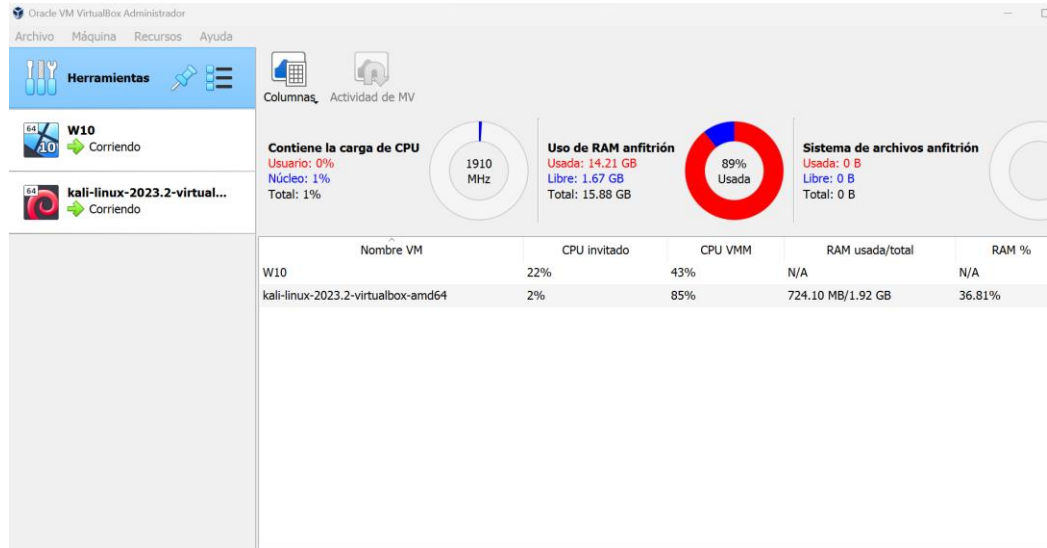 Oracle VM VirtualBox Administrador
Archivo Máquina Recursos Ayuda
Herramientas
Columnas Actividad de MV
64
10
W10
Corriendo
64
kali-linux-2023.2-virtual...
Corriendo
Contiene la carga de CPU
Usuario: 0%
Núcleo: 1%
Total: 1%
1910
MHz
Uso de RAM anfitrión
Usada: 14.21 GB
Libre: 1.67 GB
Total: 15.88 GB
89%
Usada
Sistema de archivos anfitrión
Usada: 0 B
Libre: 0 B
Total: 0 B
Nombre VM CPU invitado CPU VMM RAM usada/total RAM %
W10 22% 43% N/A N/A
kali-linux-2023.2-virtualbox-amd64 2% 85% 724.10 MB/1.92 GB 36.81%